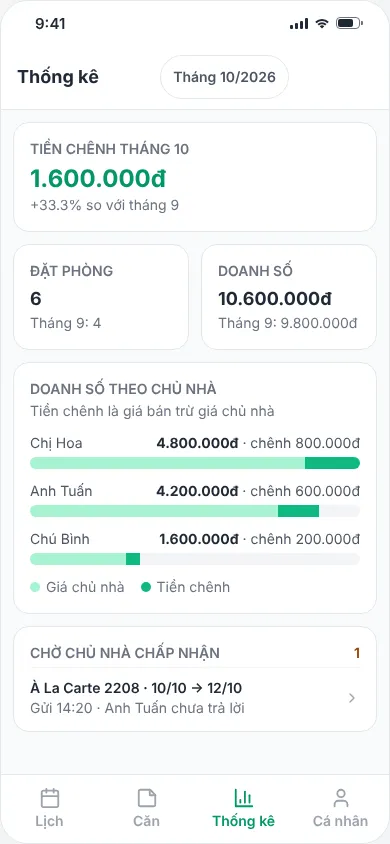 9:41
Thống kê
Tháng 10/2026
TIỀN CHÊNH THÁNG 10
1.600.000đ
+33.3% so với tháng 9
ĐẶT PHÒNG
6
Tháng 9: 4
DOANH SỐ
10.600.000đ
Tháng 9: 9.800.000đ
DOANH SỐ THEO CHỦ NHÀ
Tiền chênh là giá bán trừ giá chủ nhà
Chị Hoa 4.800.000đ · chênh 800.000đ
Anh Tuấn 4.200.000đ · chênh 600.000đ
Chú Bình 1.600.000đ · chênh 200.000đ
Giá chủ nhà Tiền chênh
CHỜ CHỦ NHÀ CHẤP NHẬN 1
À La Carte 2208 · 10/10 → 12/10
Gửi 14:20 · Anh Tuấn chưa trả lời
Lịch Căn Thống kê Cá nhân